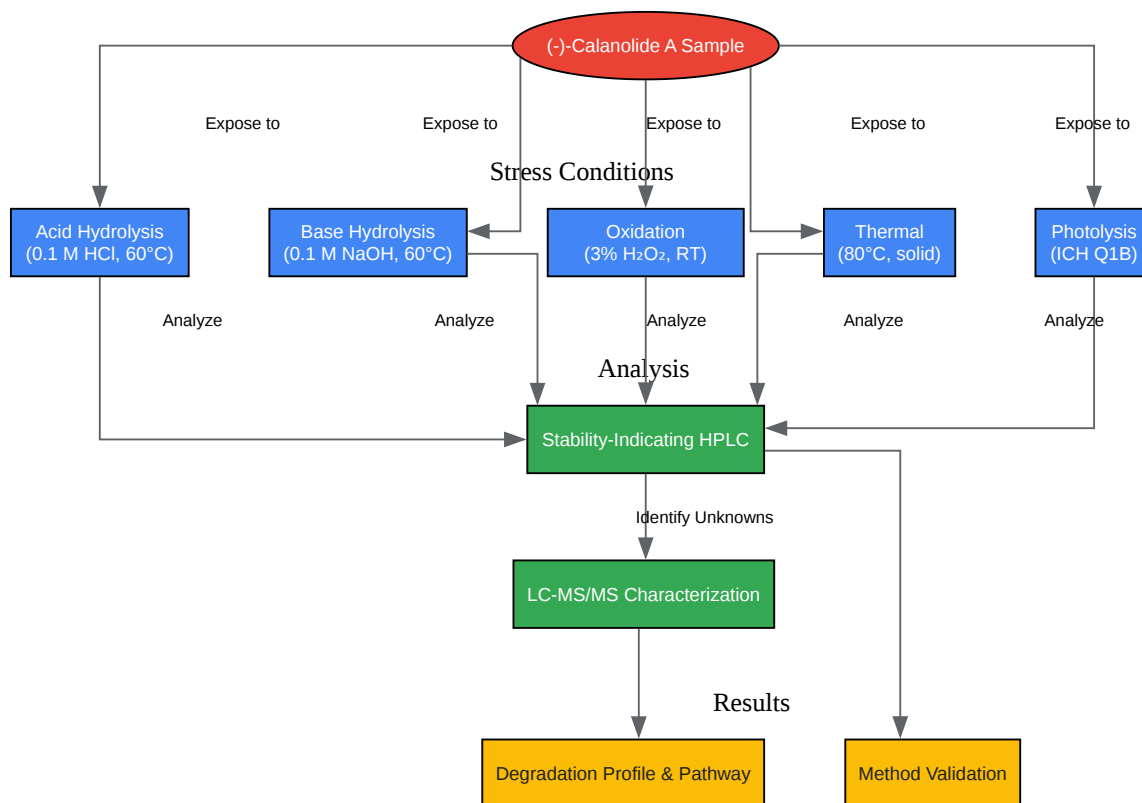 (-)-Calanolide A Sample
Expose to
Expose to
Expose to
Expose to
Expose to
Stress Conditions
Acid Hydrolysis
(0.1 M HCl, 60°C)
Base Hydrolysis
(0.1 M NaOH, 60°C)
Oxidation
(3% H₂O₂, RT)
Thermal
(80°C, solid)
Photolysis
(ICH Q1B)
Analyze
Analyze
Analyze
Analyze
Analyze
Analysis
Stability-Indicating HPLC
Identify Unknowns
LC-MS/MS Characterization
Results
Degradation Profile & Pathway
Method Validation